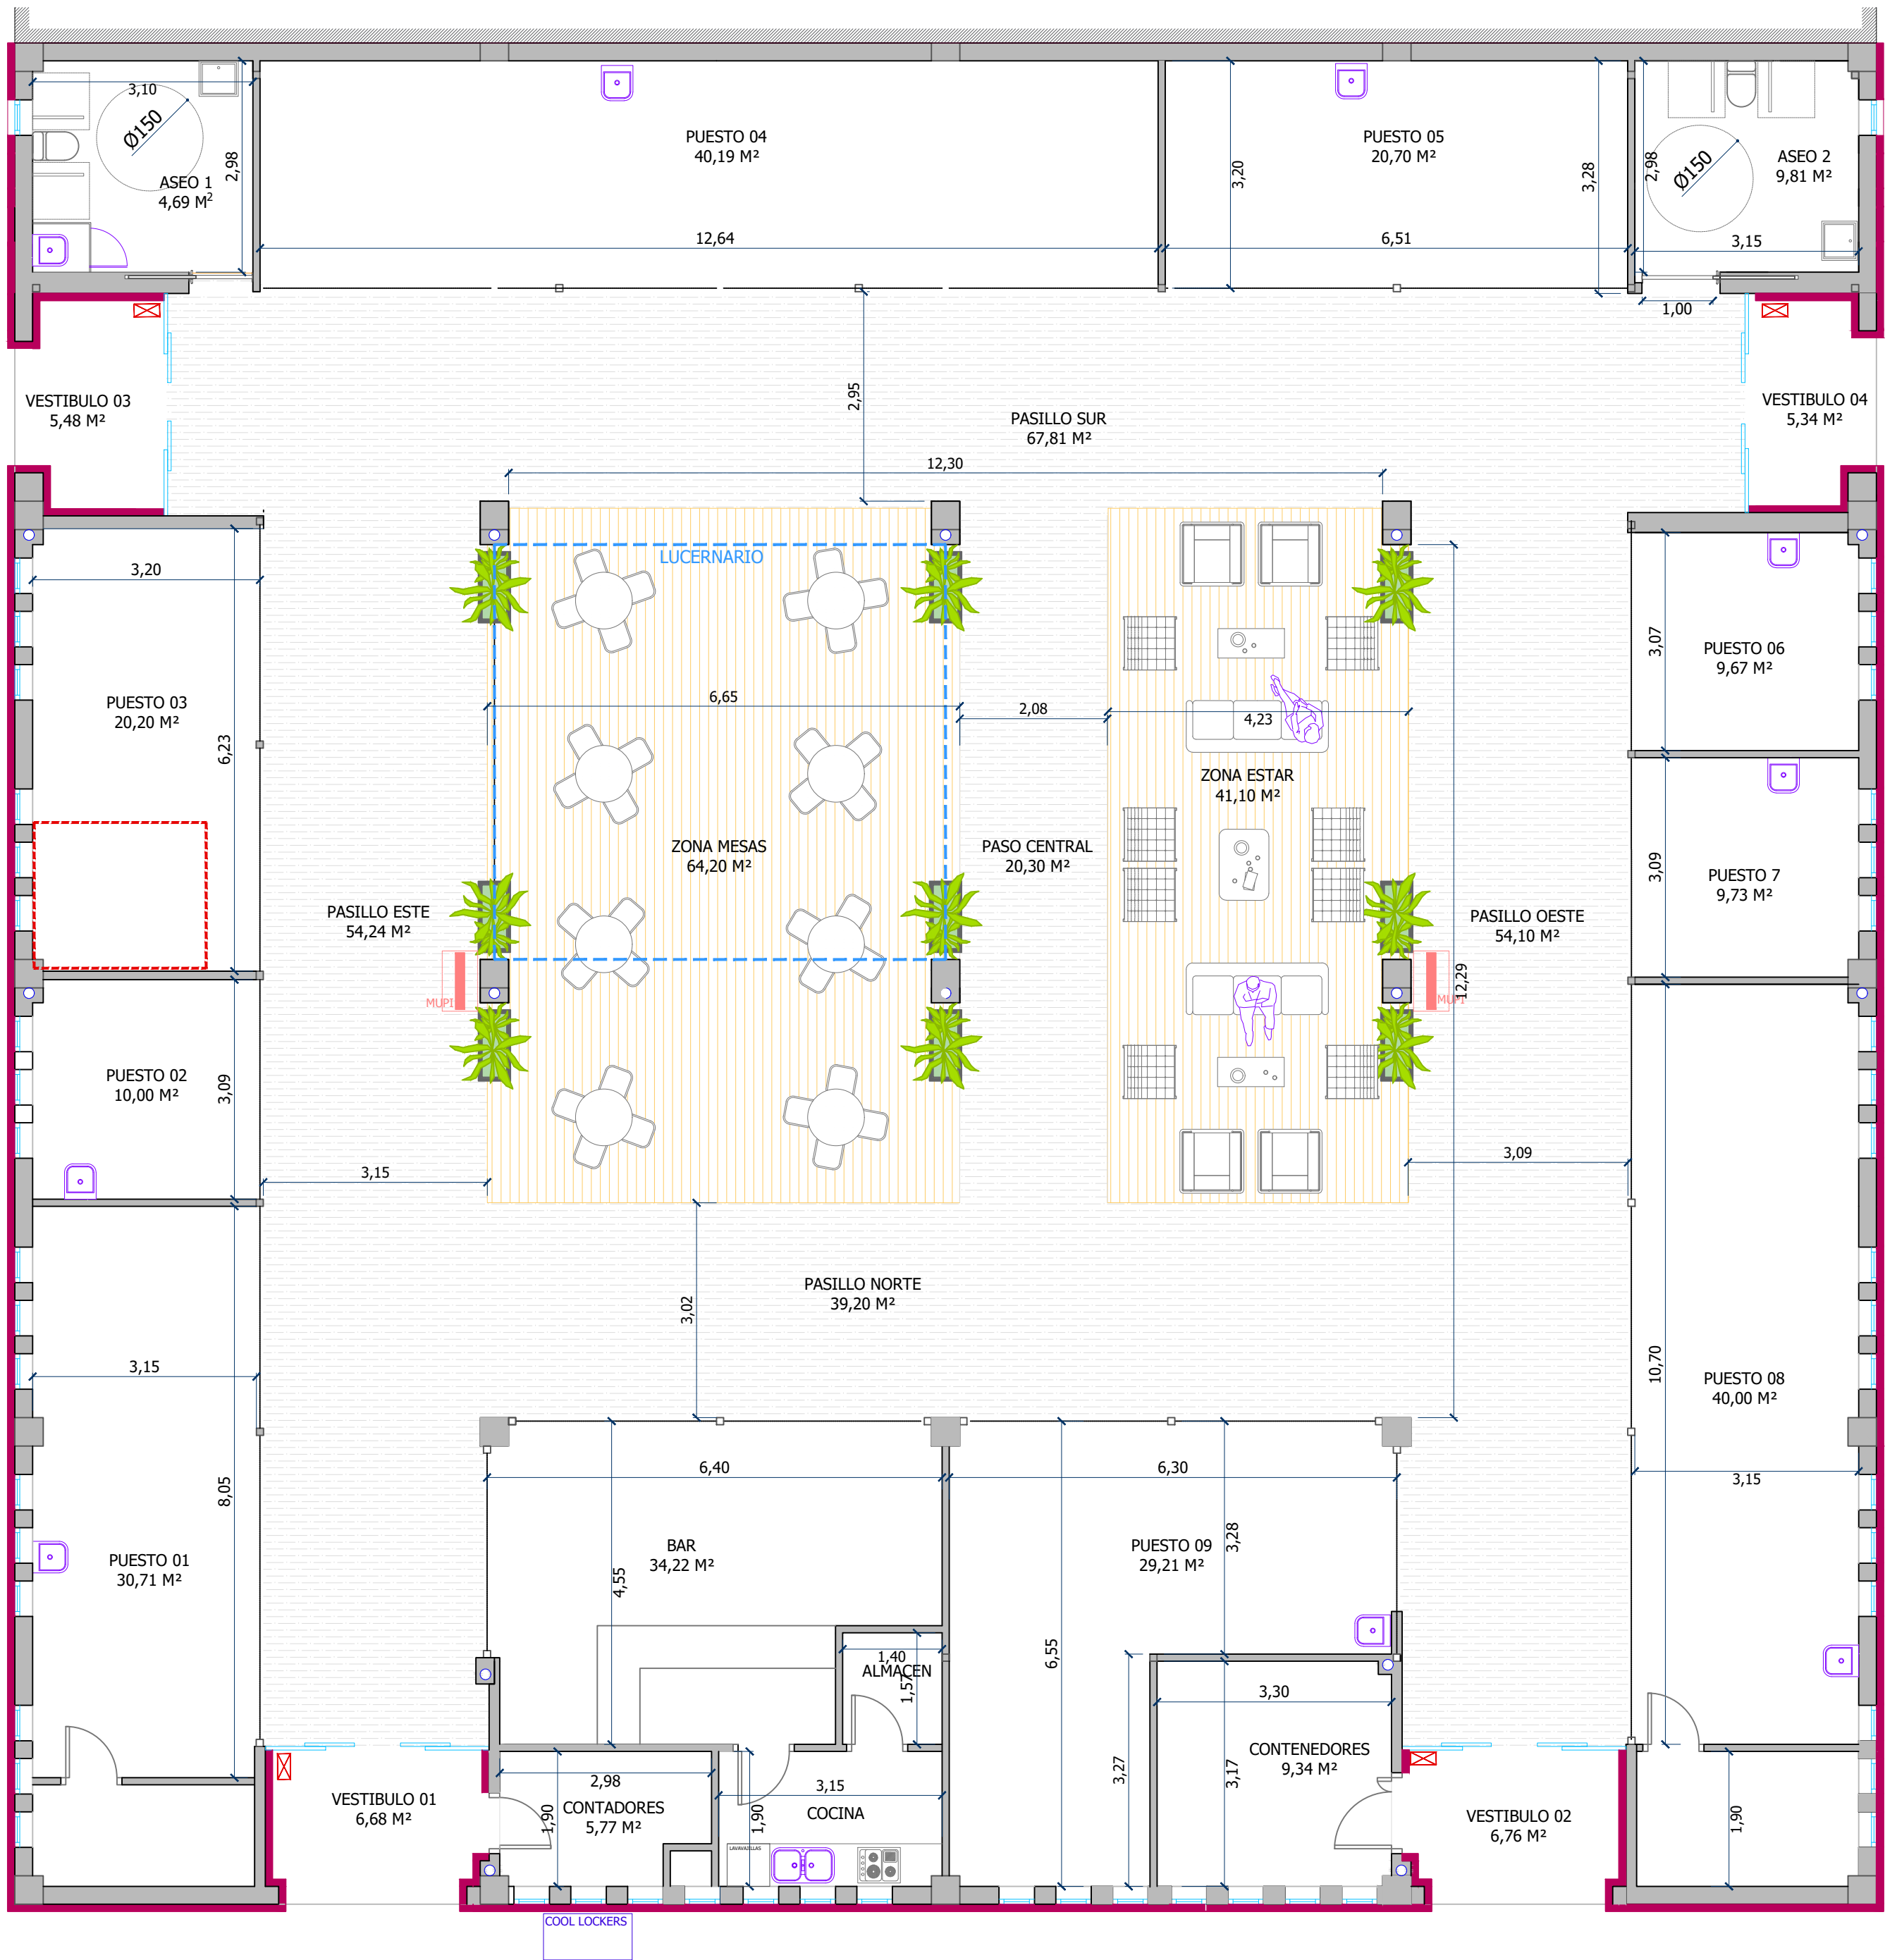 3,10
Ø150
2,98
ASEO 1
4,69 M²
PUESTO 04
40,19 M²
12,64
3,20
PUESTO 05
20,70 M²
3,28
6,51
2,98
Ø150
ASEO 2
9,81 M²
3,15
1,00
VESTIBULO 03
5,48 M²
2,95
PASILLO SUR
67,81 M²
VESTIBULO 04
5,34 M²
12,30
LUCERNARIO
3,20
PUESTO 03
20,20 M²
6,23
6,65
2,08
4,23
ZONA ESTAR
41,10 M²
3,07
PUESTO 06
9,67 M²
ZONA MESAS
64,20 M²
PASO CENTRAL
20,30 M²
3,09
PUESTO 7
9,73 M²
PASILLO ESTE
54,24 M²
PASILLO OESTE
54,10 M²
12,29
MUPI
MUPI
PUESTO 02
10,00 M²
3,09
3,15
3,09
PASILLO NORTE
39,20 M²
3,02
3,15
8,05
10,70
PUESTO 08
40,00 M²
3,15
6,40
6,30
BAR
34,22 M²
4,55
PUESTO 09
29,21 M²
3,28
PUESTO 01
30,71 M²
6,55
1,40
ALMACEN
1,57
3,30
CONTENEDORES
9,34 M²
3,27
3,17
VESTIBULO 01
6,68 M²
2,98
CONTADORES
5,77 M²
1,90
1,90
3,15
COCINA
LAVAVAJILLAS
VESTIBULO 02
6,76 M²
1,90
COOL LOCKERS